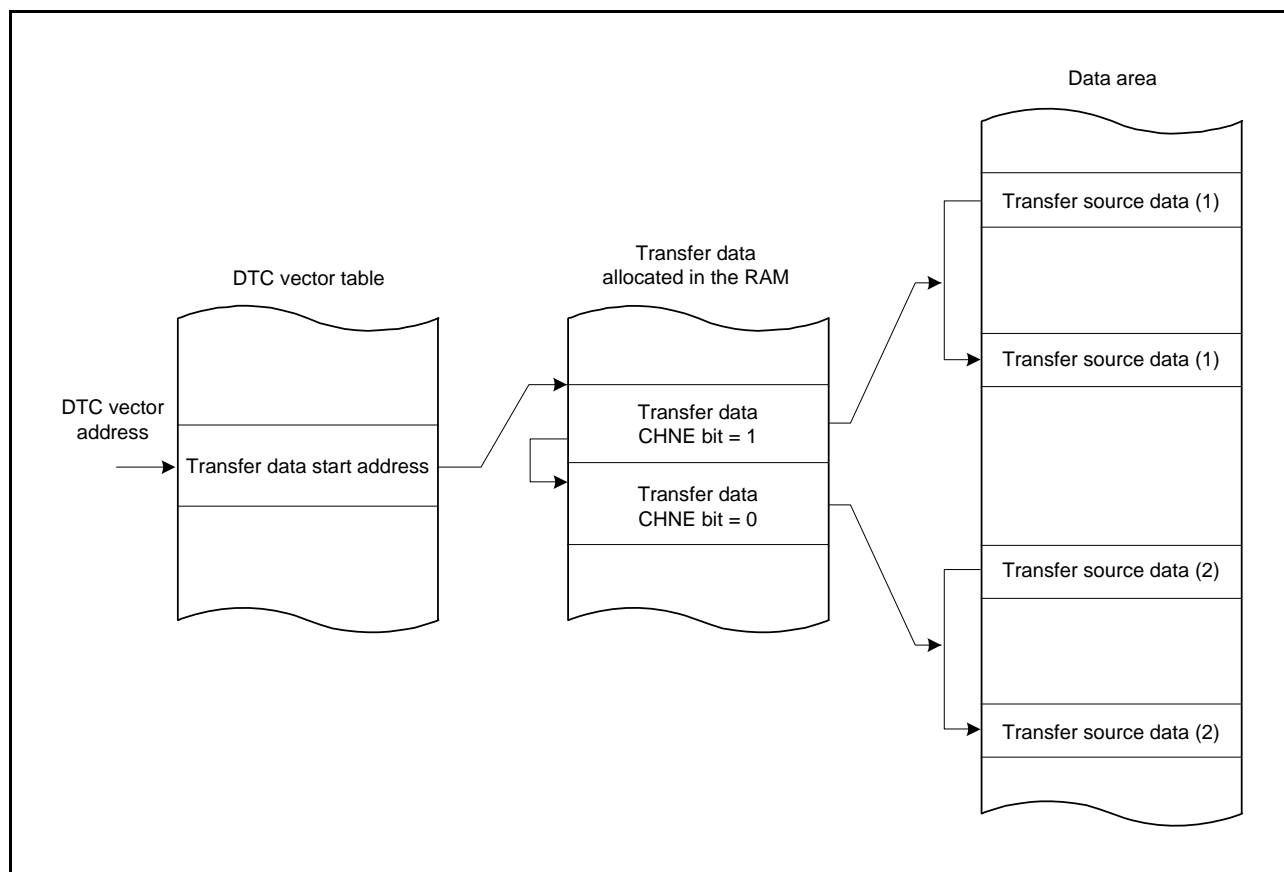 DTC vector
address
DTC vector table
Transfer data start address
Transfer data
allocated in the RAM
Transfer data
CHNE bit = 1
Transfer data
CHNE bit = 0
Data area
Transfer source data (1)
Transfer source data (1)
Transfer source data (2)
Transfer source data (2)